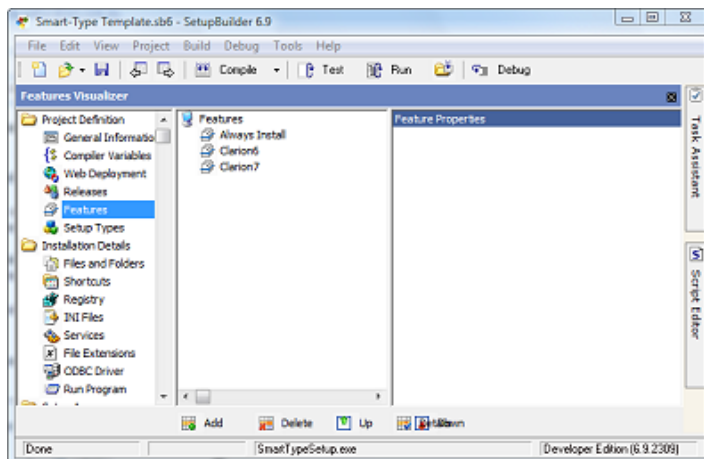 Smart-Type Template.sb6 - SetupBuilder 6.9
File Edit View Project Build Debug Tools Help
Compile Test Run Debug
Features Visualizer
Project Definition
General Informatio
Compiler Variables
Web Deployment
Releases
Features
Setup Types
Installation Details
Files and Folders
Shortcuts
Registry
INI Files
Services
File Extensions
ODBC Driver
Run Program
Features
Always Install
Clarion6
Clarion7
Feature Properties
Task Assistant
Script Editor
Add Delete Up
Done SmartTypeSetup.exe Developer Edition (6.9.2309)